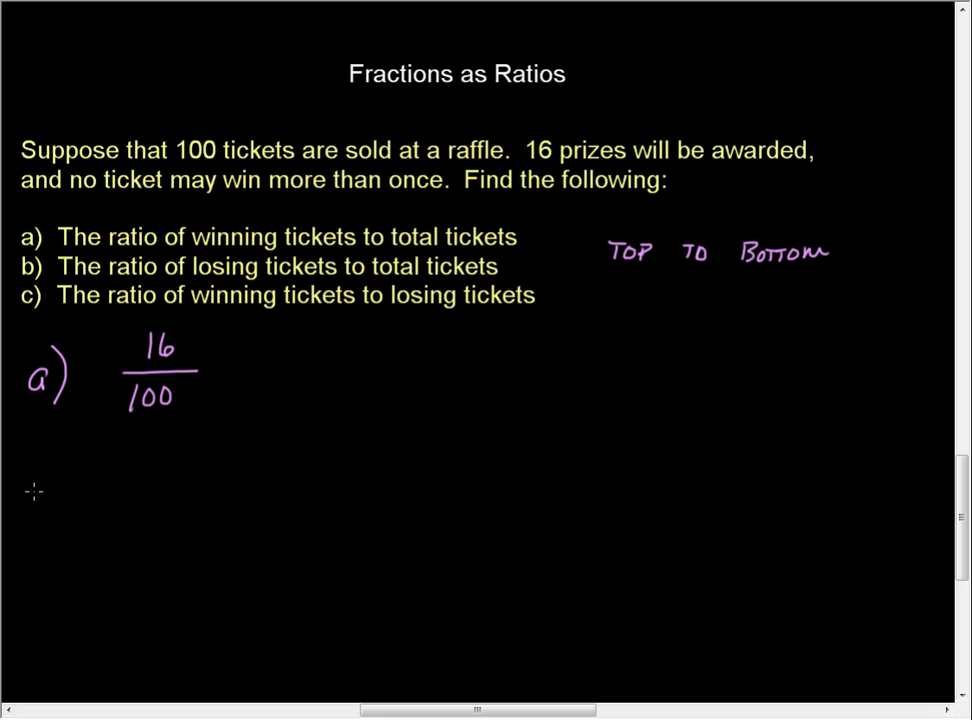 Fractions as Ratios
Suppose that 100 tickets are sold at a raffle. 16 prizes will be awarded,
and no ticket may win more than once. Find the following:
a) The ratio of winning tickets to total tickets
b) The ratio of losing tickets to total tickets
c) The ratio of winning tickets to losing tickets
TOP TO BOTTOM
a) 16
100